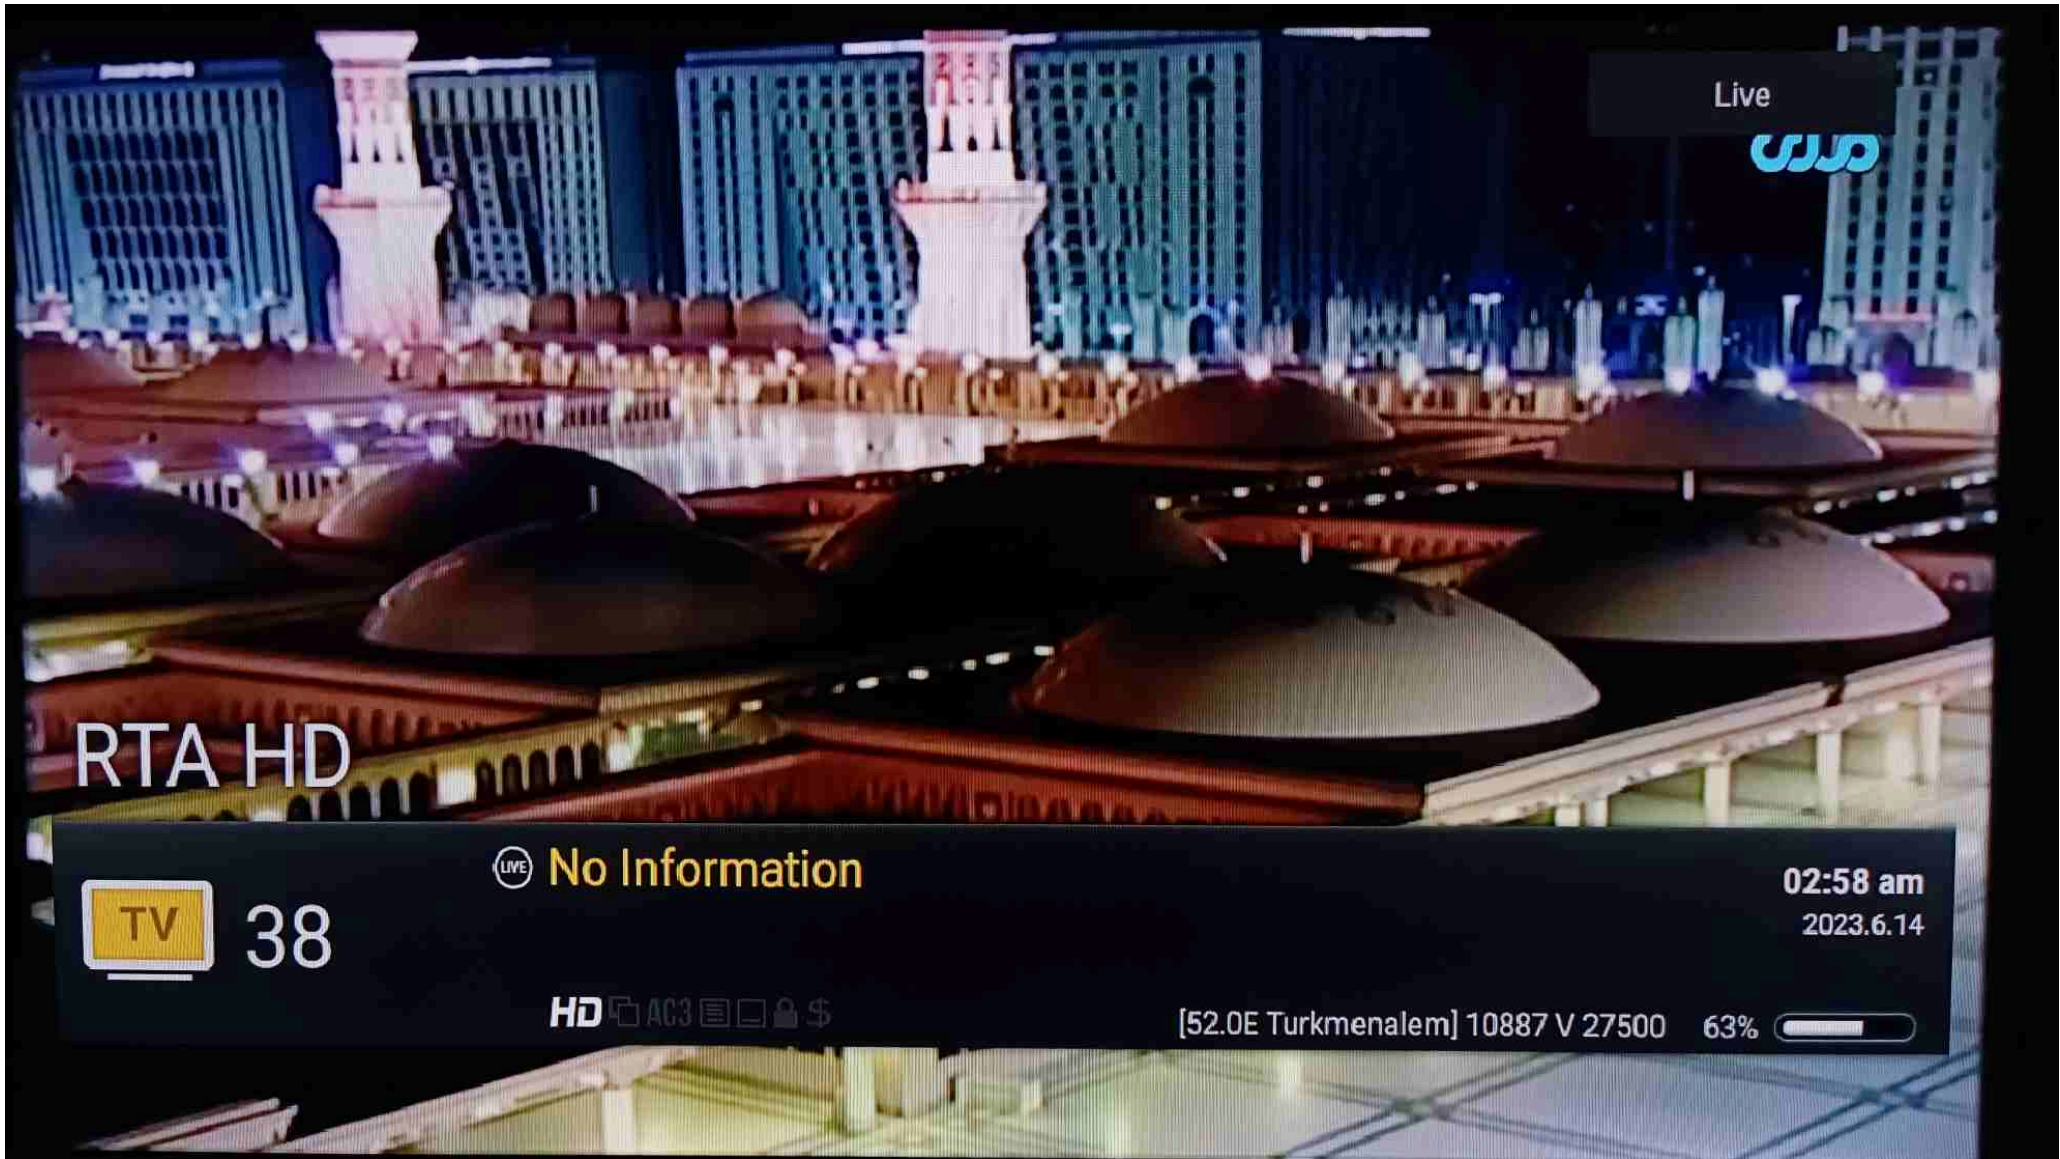 Live
RTA HD
LIVE No Information
02:58 am
2023.6.14
TV 38
HD AC3 $
[52.0E Turkmenalem] 10887 V 27500 63%